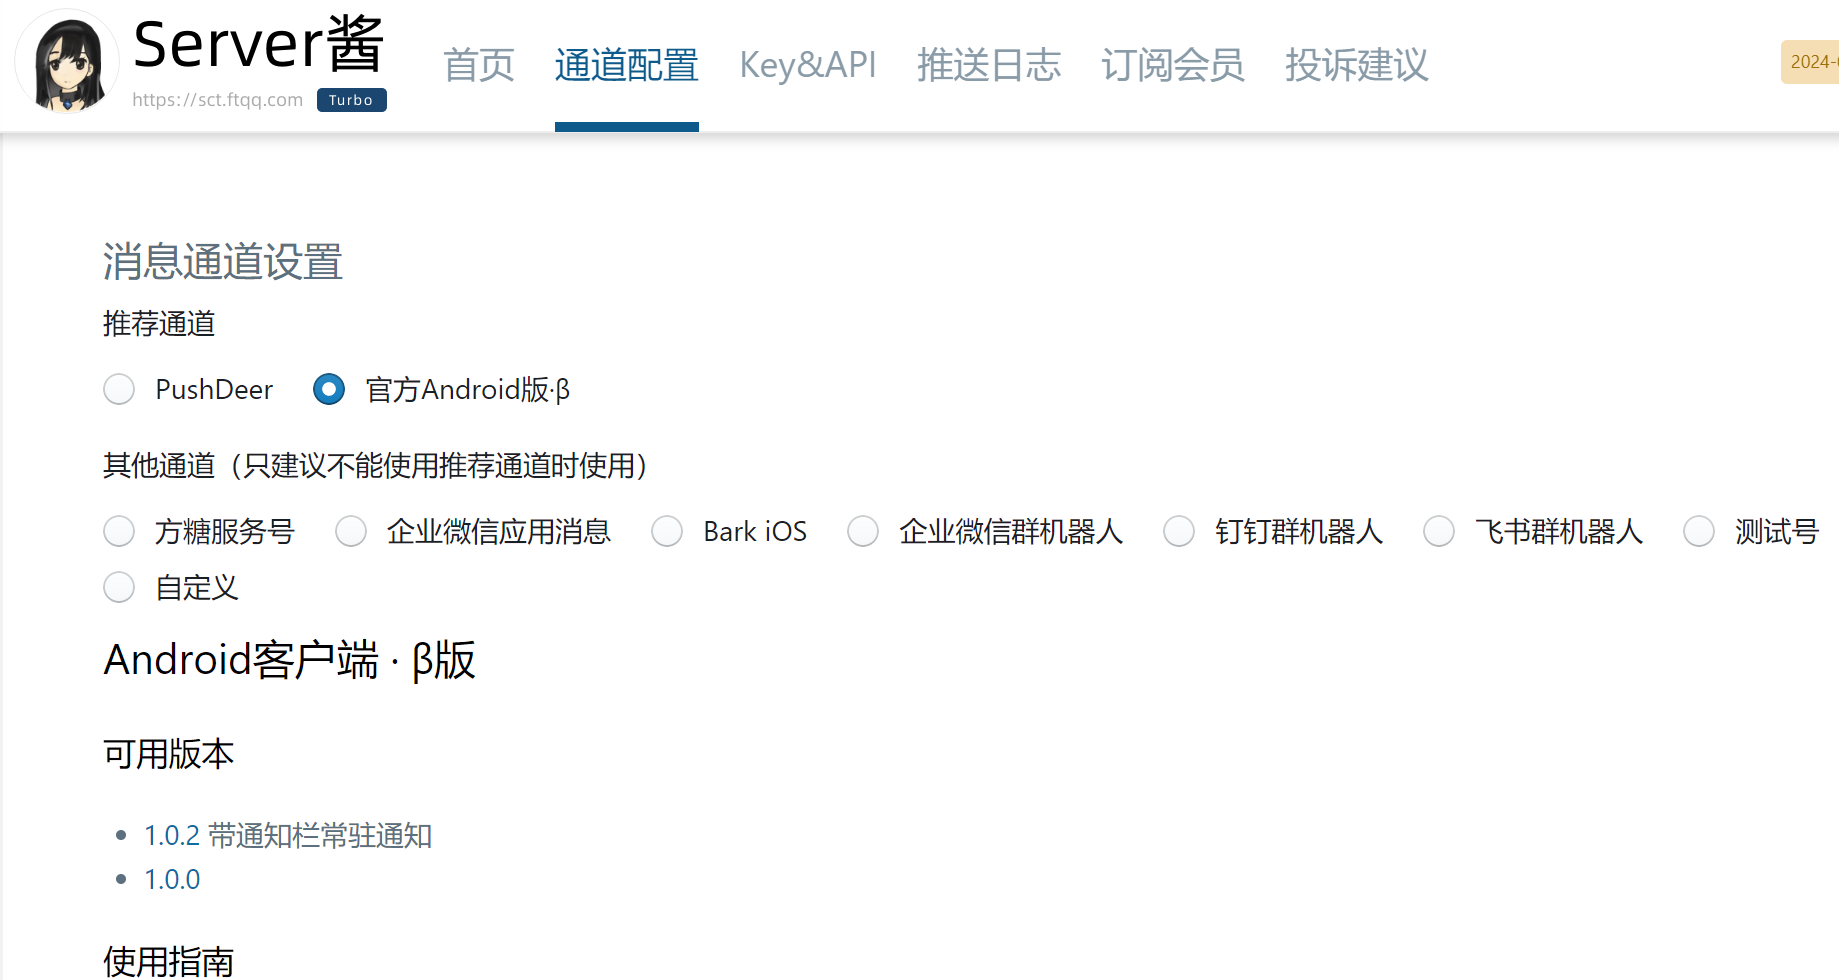 Server酱
https://sct.ftqq.com Turbo
首页 通道配置 Key&API 推送日志 订阅会员 投诉建议
2024-
消息通道设置
推荐通道
PushDeer 官方Android版·β
其他通道（只建议不能使用推荐通道时使用）
方糖服务号 企业微信应用消息 Bark iOS 企业微信群机器人 钉钉群机器人 飞书群机器人 测试号
自定义
Android客户端 · β版
可用版本
1.0.2 带通知栏常驻通知
1.0.0
使用指南